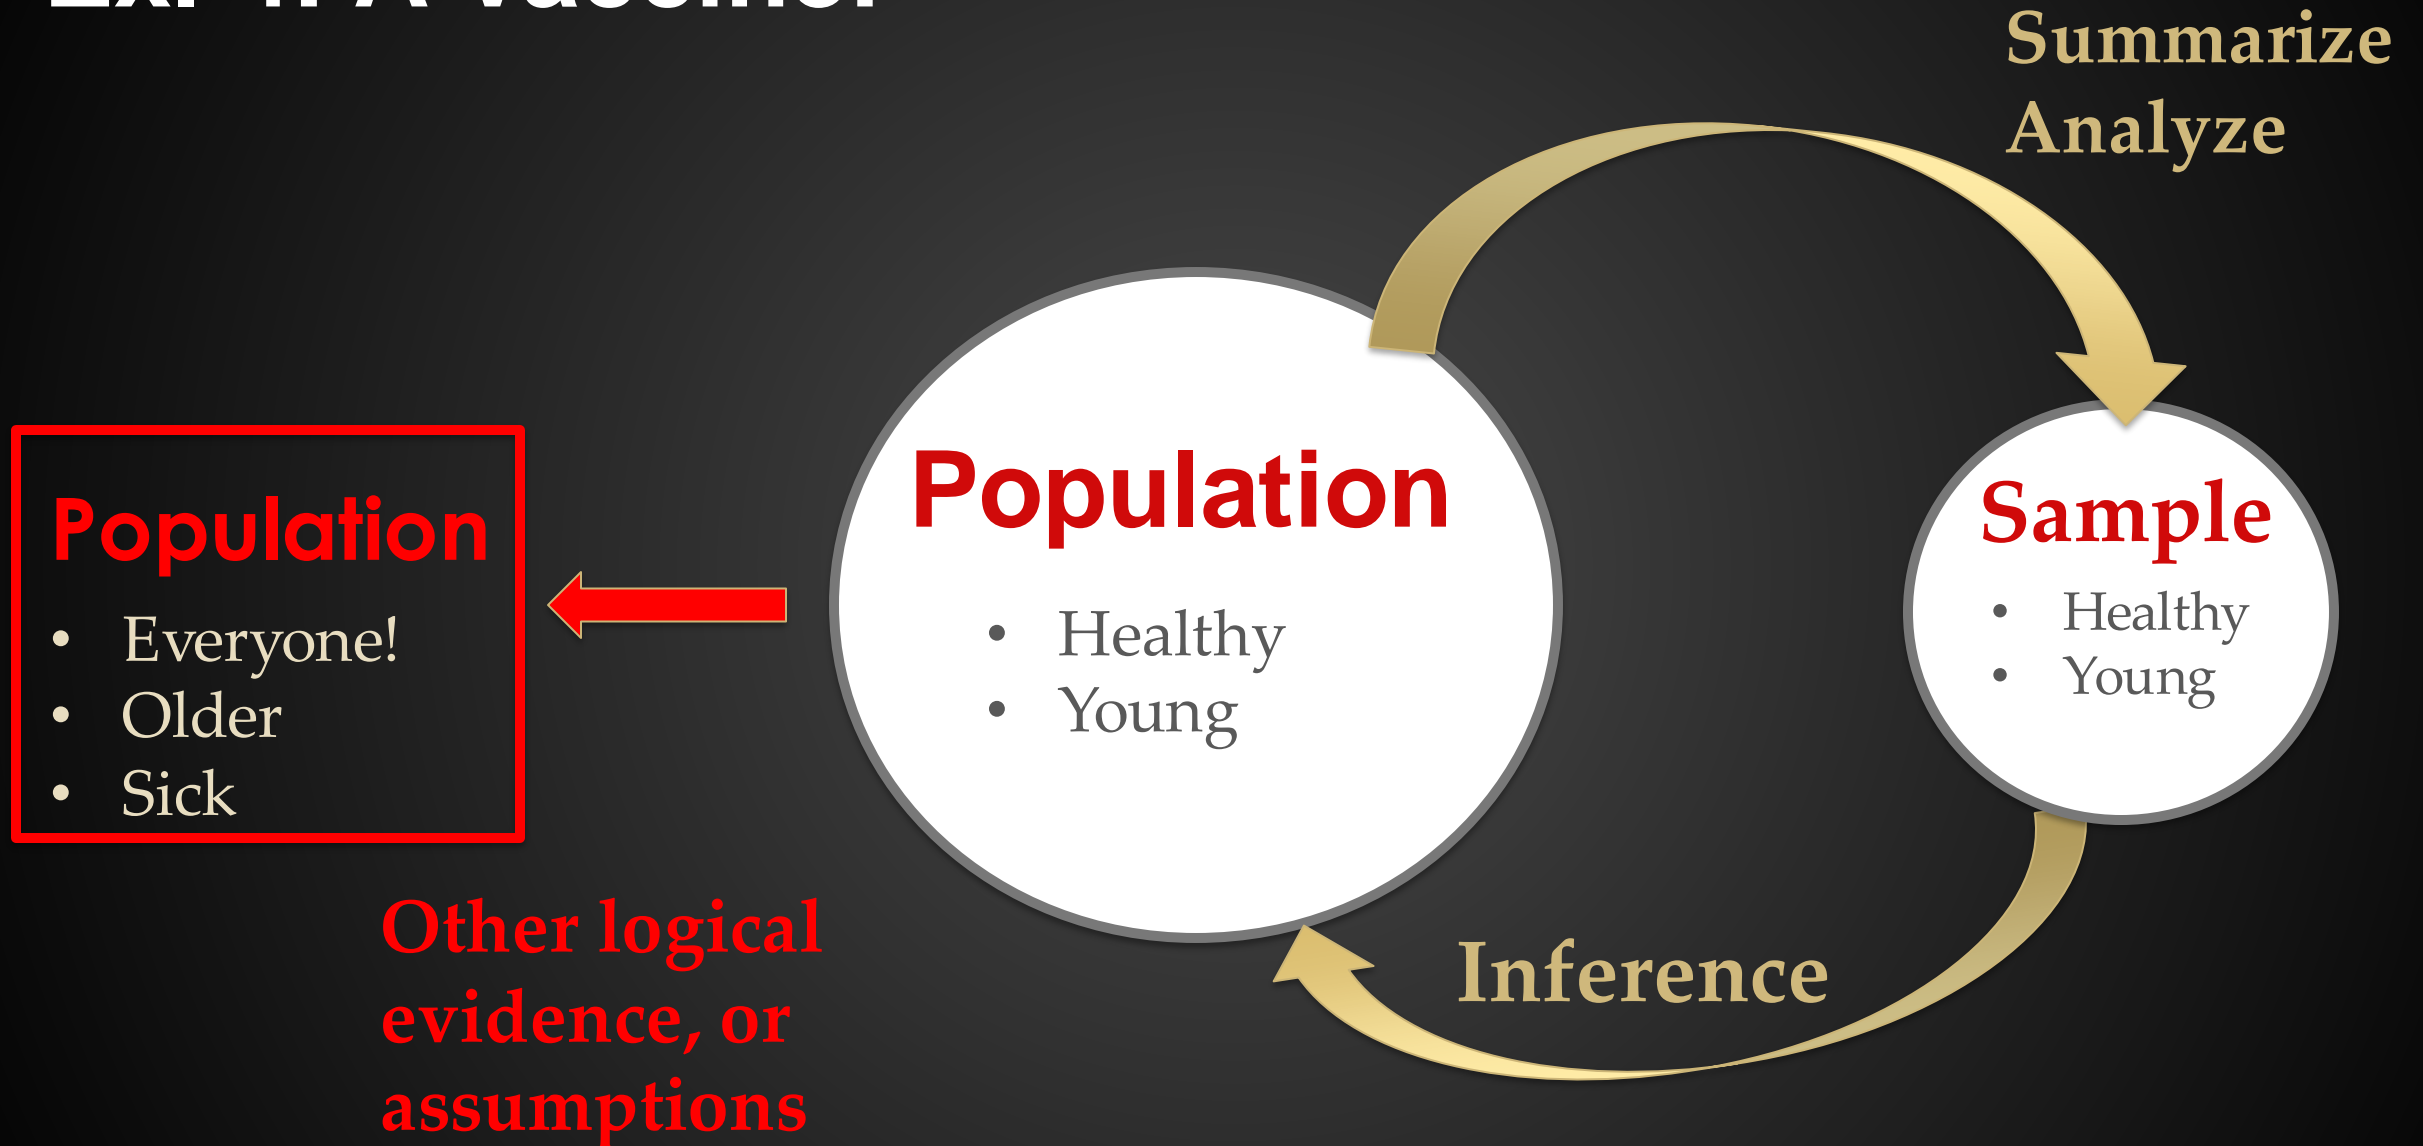 Summarize
Analyze
Population
• Everyone!
• Older
• Sick
Population
• Healthy
• Young
Sample
• Healthy
• Young
Inference
Other logical
evidence, or
assumptions